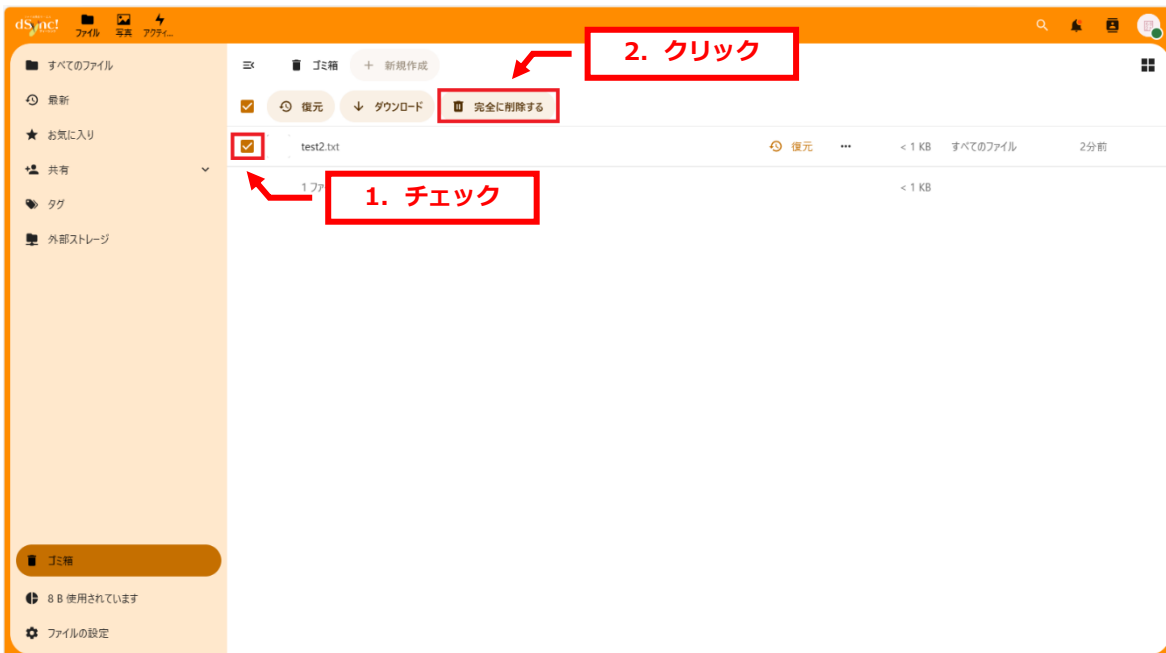 dSync!
ファイル 写真 アクティ...
2. クリック
すべてのファイル
ゴミ箱 + 新規作成
最新
復元 ダウンロード 完全に削除する
お気に入り
test2.txt 復元 ... < 1 KB すべてのファイル 2分前
共有
1 ファ < 1 KB
1. チェック
タグ
外部ストレージ
ゴミ箱
8 B 使用されています
ファイルの設定